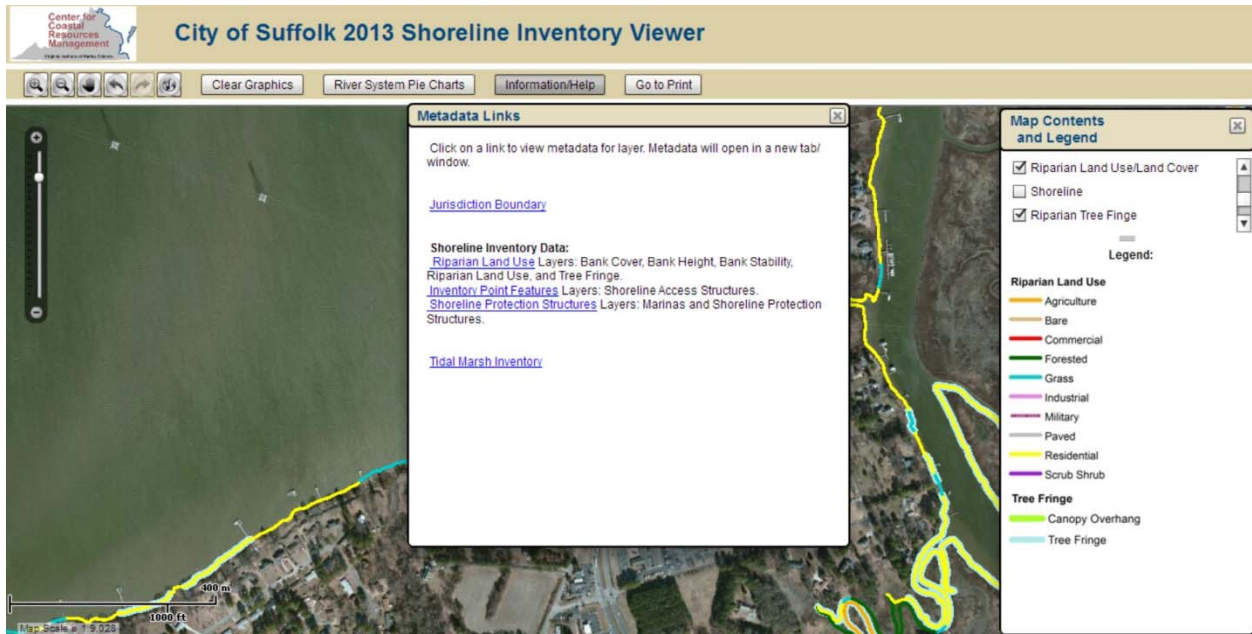 Center for
Coastal
Resources
Management
City of Suffolk 2013 Shoreline Inventory Viewer
Clear Graphics
River System Pie Charts
Information/Help
Go to Print
Metadata Links
Click on a link to view metadata for layer. Metadata will open in a new tab/
window.
Jurisdiction Boundary
Shoreline Inventory Data:
Riparian Land Use Layers: Bank Cover, Bank Height, Bank Stability,
Riparian Land Use, and Tree Fringe.
Inventory Point Features Layers: Shoreline Access Structures.
Shoreline Protection Structures Layers: Marinas and Shoreline Protection
Structures.
Tidal Marsh Inventory
Map Contents
and Legend
Riparian Land Use/Land Cover
Shoreline
Riparian Tree Finge
Legend:
Riparian Land Use
Agriculture
Bare
Commercial
Forested
Grass
Industrial
Military
Paved
Residential
Scrub Shrub
Tree Fringe
Canopy Overhang
Tree Fringe
400 m
1000 ft
Map Scale is 1:9,028